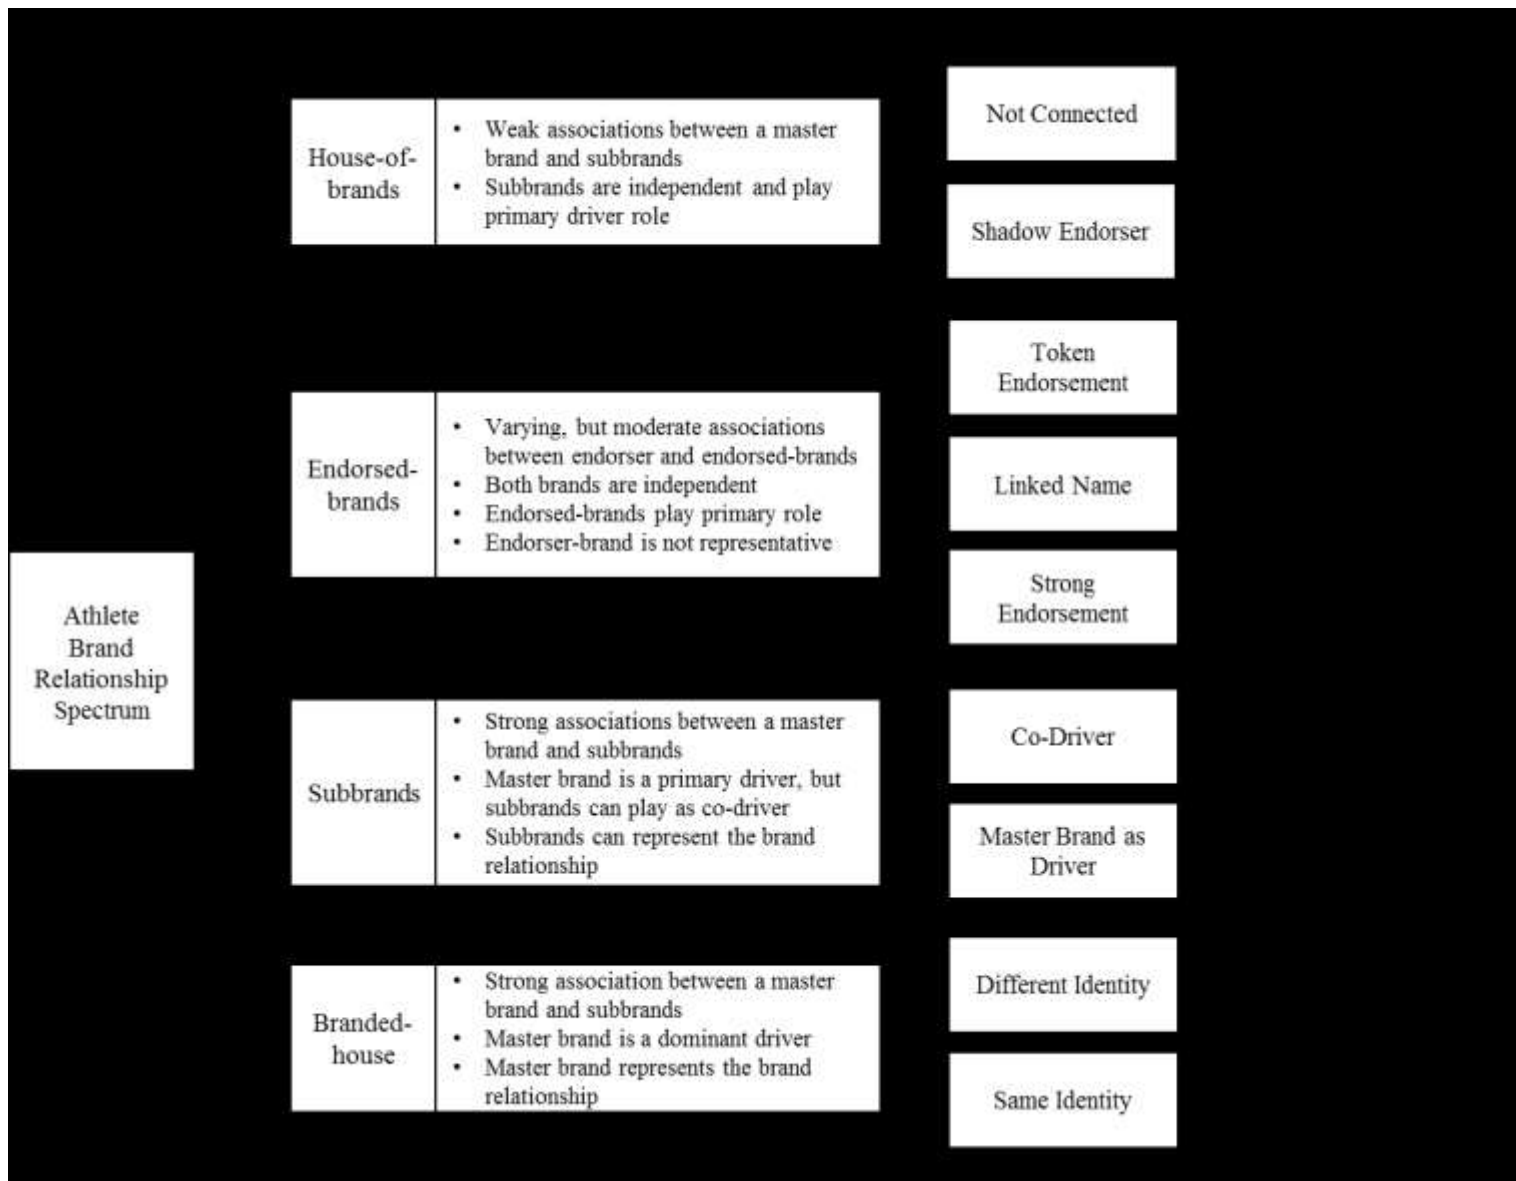 Athlete
Brand
Relationship
Spectrum
House-of-
brands
• Weak associations between a master
brand and subbrands
• Subbrands are independent and play
primary driver role
Not Connected
Shadow Endorser
Endorsed-
brands
• Varying, but moderate associations
between endorser and endorsed-brands
• Both brands are independent
• Endorsed-brands play primary role
• Endorser-brand is not representative
Token
Endorsement
Linked Name
Strong
Endorsement
Subbrands
• Strong associations between a master
brand and subbrands
• Master brand is a primary driver, but
subbrands can play as co-driver
• Subbrands can represent the brand
relationship
Co-Driver
Master Brand as
Driver
Branded-
house
• Strong association between a master
brand and subbrands
• Master brand is a dominant driver
• Master brand represents the brand
relationship
Different Identity
Same Identity